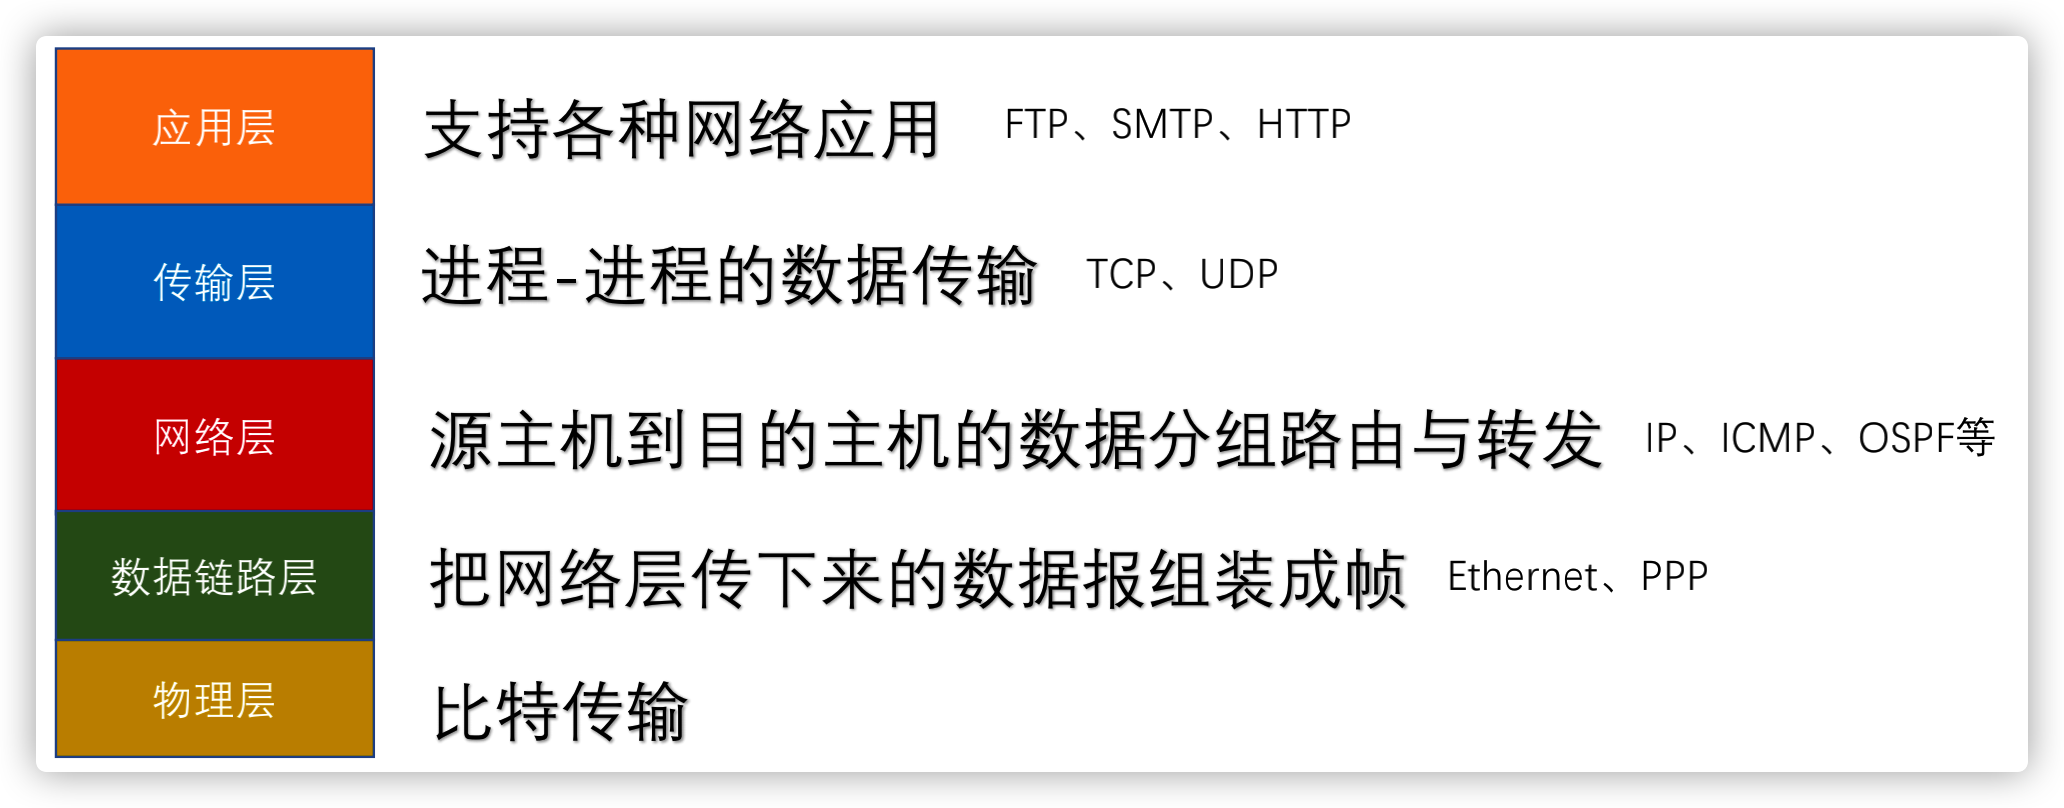 应用层 支持各种网络应用 FTP、SMTP、HTTP
传输层 进程-进程的数据传输 TCP、UDP
网络层 源主机到目的主机的数据分组路由与转发 IP、ICMP、OSPF等
数据链路层 把网络层传下来的数据报组装成帧 Ethernet、PPP
物理层 比特传输